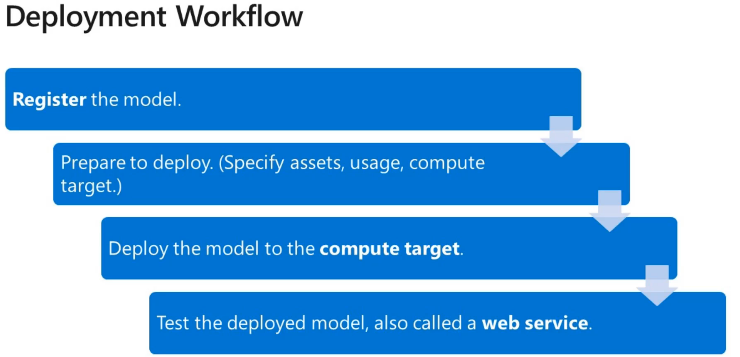 Deployment Workflow
Register the model.
Prepare to deploy. (Specify assets, usage, compute
target.)
Deploy the model to the compute target.
Test the deployed model, also called a web service.